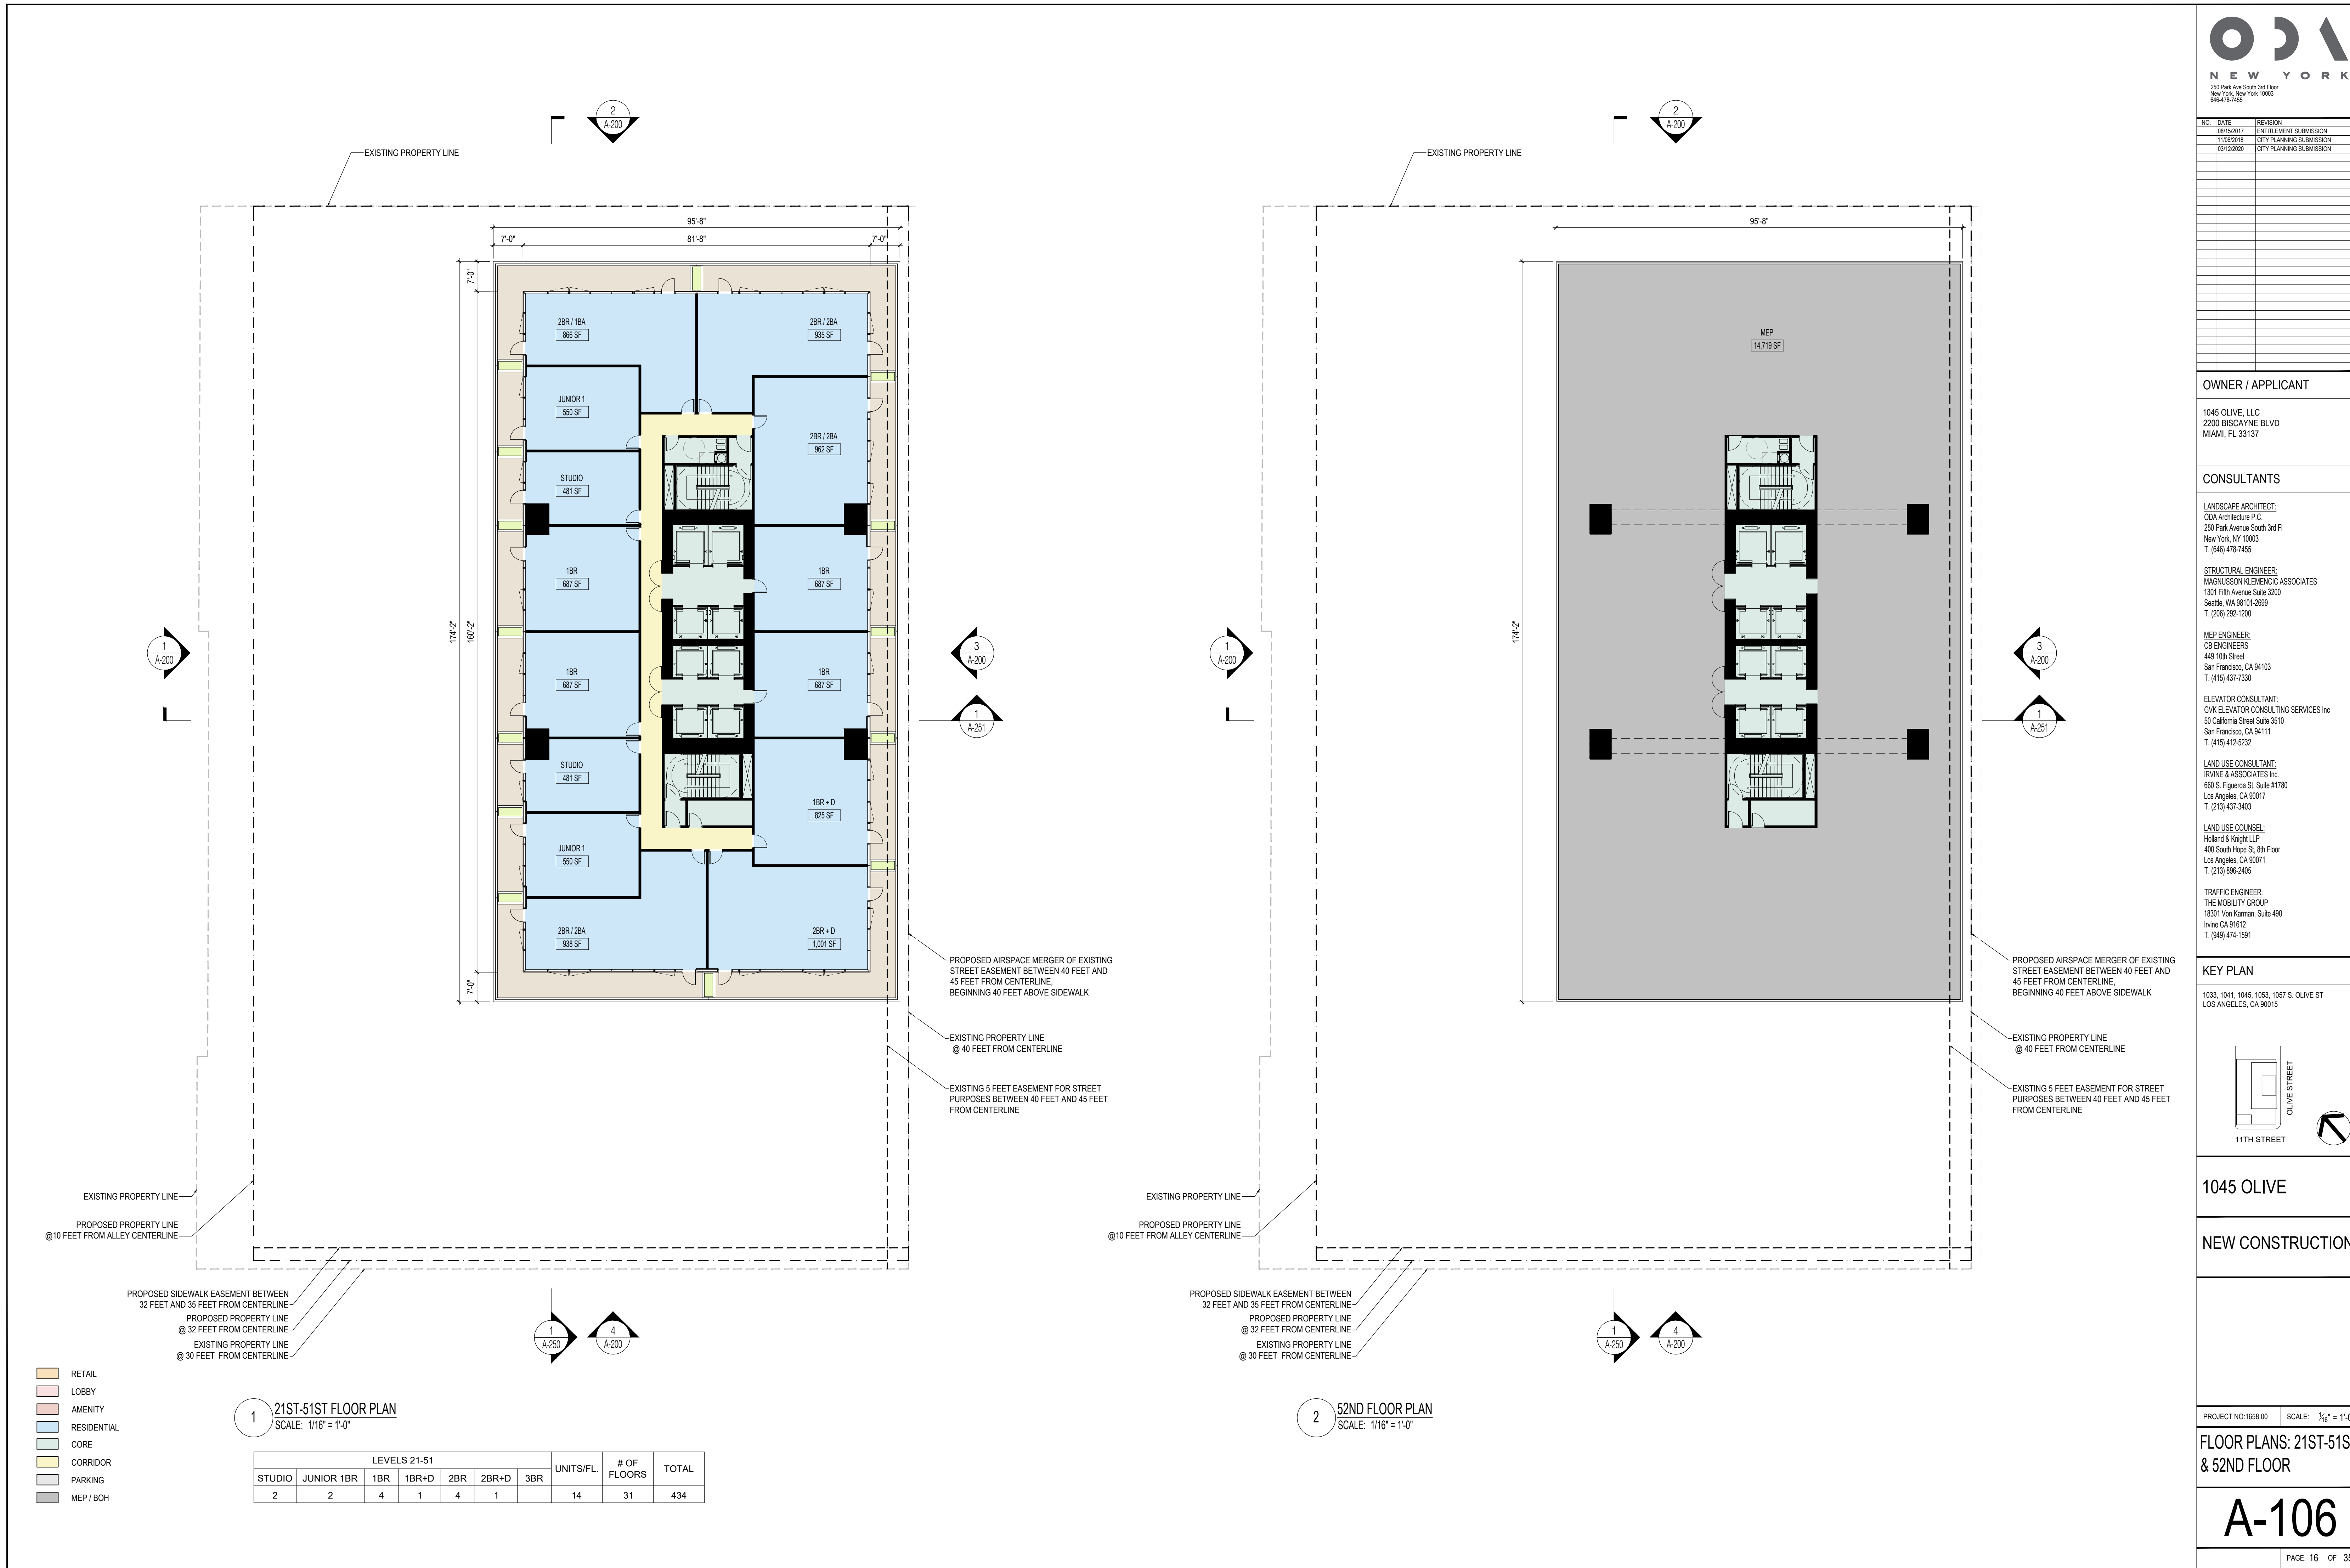 2
A-200
EXISTING PROPERTY LINE
95'-8"
7'-0"
81'-8"
7'-0"
7'-0"
174'-2"
160'-2"
7'-0"
2BR / 1BA
866 SF
2BR / 2BA
935 SF
JUNIOR 1
550 SF
2BR / 2BA
962 SF
STUDIO
481 SF
1BR
687 SF
1BR
687 SF
1BR
687 SF
1BR
687 SF
STUDIO
481 SF
1BR + D
825 SF
JUNIOR 1
550 SF
2BR / 2BA
938 SF
2BR + D
1,001 SF
1
A-200
3
A-200
1
A-251
PROPOSED AIRSPACE MERGER OF EXISTING
STREET EASEMENT BETWEEN 40 FEET AND
45 FEET FROM CENTERLINE,
BEGINNING 40 FEET ABOVE SIDEWALK
EXISTING PROPERTY LINE
@ 40 FEET FROM CENTERLINE
EXISTING 5 FEET EASEMENT FOR STREET
PURPOSES BETWEEN 40 FEET AND 45 FEET
FROM CENTERLINE
EXISTING PROPERTY LINE
PROPOSED PROPERTY LINE
@10 FEET FROM ALLEY CENTERLINE
PROPOSED SIDEWALK EASEMENT BETWEEN
32 FEET AND 35 FEET FROM CENTERLINE
PROPOSED PROPERTY LINE
@ 32 FEET FROM CENTERLINE
EXISTING PROPERTY LINE
@ 30 FEET FROM CENTERLINE
1
A-250
4
A-200
RETAIL
LOBBY
AMENITY
RESIDENTIAL
CORE
CORRIDOR
PARKING
MEP / BOH
1
21ST-51ST FLOOR PLAN
SCALE: 1/16" = 1'-0"
LEVELS 21-51
STUDIO JUNIOR 1BR 1BR 1BR+D 2BR 2BR+D 3BR UNITS/FL. # OF FLOORS TOTAL
2 2 4 1 4 1 14 31 434
2
A-200
EXISTING PROPERTY LINE
95'-8"
174'-2"
MEP
14,719 SF
1
A-200
3
A-200
1
A-251
PROPOSED AIRSPACE MERGER OF EXISTING
STREET EASEMENT BETWEEN 40 FEET AND
45 FEET FROM CENTERLINE,
BEGINNING 40 FEET ABOVE SIDEWALK
EXISTING PROPERTY LINE
@ 40 FEET FROM CENTERLINE
EXISTING 5 FEET EASEMENT FOR STREET
PURPOSES BETWEEN 40 FEET AND 45 FEET
FROM CENTERLINE
EXISTING PROPERTY LINE
PROPOSED PROPERTY LINE
@10 FEET FROM ALLEY CENTERLINE
PROPOSED SIDEWALK EASEMENT BETWEEN
32 FEET AND 35 FEET FROM CENTERLINE
PROPOSED PROPERTY LINE
@ 32 FEET FROM CENTERLINE
EXISTING PROPERTY LINE
@ 30 FEET FROM CENTERLINE
1
A-250
4
A-200
2
52ND FLOOR PLAN
SCALE: 1/16" = 1'-0"
ODA
NEW YORK
250 Park Ave South 3rd Floor
New York, New York 10003
646-478-7455
NO. DATE REVISION
08/15/2017 ENTITLEMENT SUBMISSION
11/06/2018 CITY PLANNING SUBMISSION
03/12/2020 CITY PLANNING SUBMISSION
OWNER / APPLICANT
1045 OLIVE, LLC
2200 BISCAYNE BLVD
MIAMI, FL 33137
CONSULTANTS
LANDSCAPE ARCHITECT:
ODA Architecture P.C.
250 Park Avenue South 3rd Fl
New York, NY 10003
T. (646) 478-7455
STRUCTURAL ENGINEER:
MAGNUSSON KLEMENCIC ASSOCIATES
1301 Fifth Avenue Suite 3200
Seattle, WA 98101-2699
T. (206) 292-1200
MEP ENGINEER:
CB ENGINEERS
449 10th Street
San Francisco, CA 94103
T. (415) 437-7330
ELEVATOR CONSULTANT:
GVK ELEVATOR CONSULTING SERVICES Inc
50 California Street Suite 3510
San Francisco, CA 94111
T. (415) 412-5232
LAND USE CONSULTANT:
IRVINE & ASSOCIATES Inc.
660 S. Figueroa St, Suite #1780
Los Angeles, CA 90017
T. (213) 437-3403
LAND USE COUNSEL:
Holland & Knight LLP
400 South Hope St, 8th Floor
Los Angeles, CA 90071
T. (213) 896-2405
TRAFFIC ENGINEER:
THE MOBILITY GROUP
18301 Von Karman, Suite 490
Irvine CA 91612
T. (949) 474-1591
KEY PLAN
1033, 1041, 1045, 1053, 1057 S. OLIVE ST
LOS ANGELES, CA 90015
OLIVE STREET
11TH STREET
1045 OLIVE
NEW CONSTRUCTION
PROJECT NO:1658.00 SCALE: 1/16" = 1'-0
FLOOR PLANS: 21ST-51S
& 52ND FLOOR
A-106
PAGE: 16 OF 35